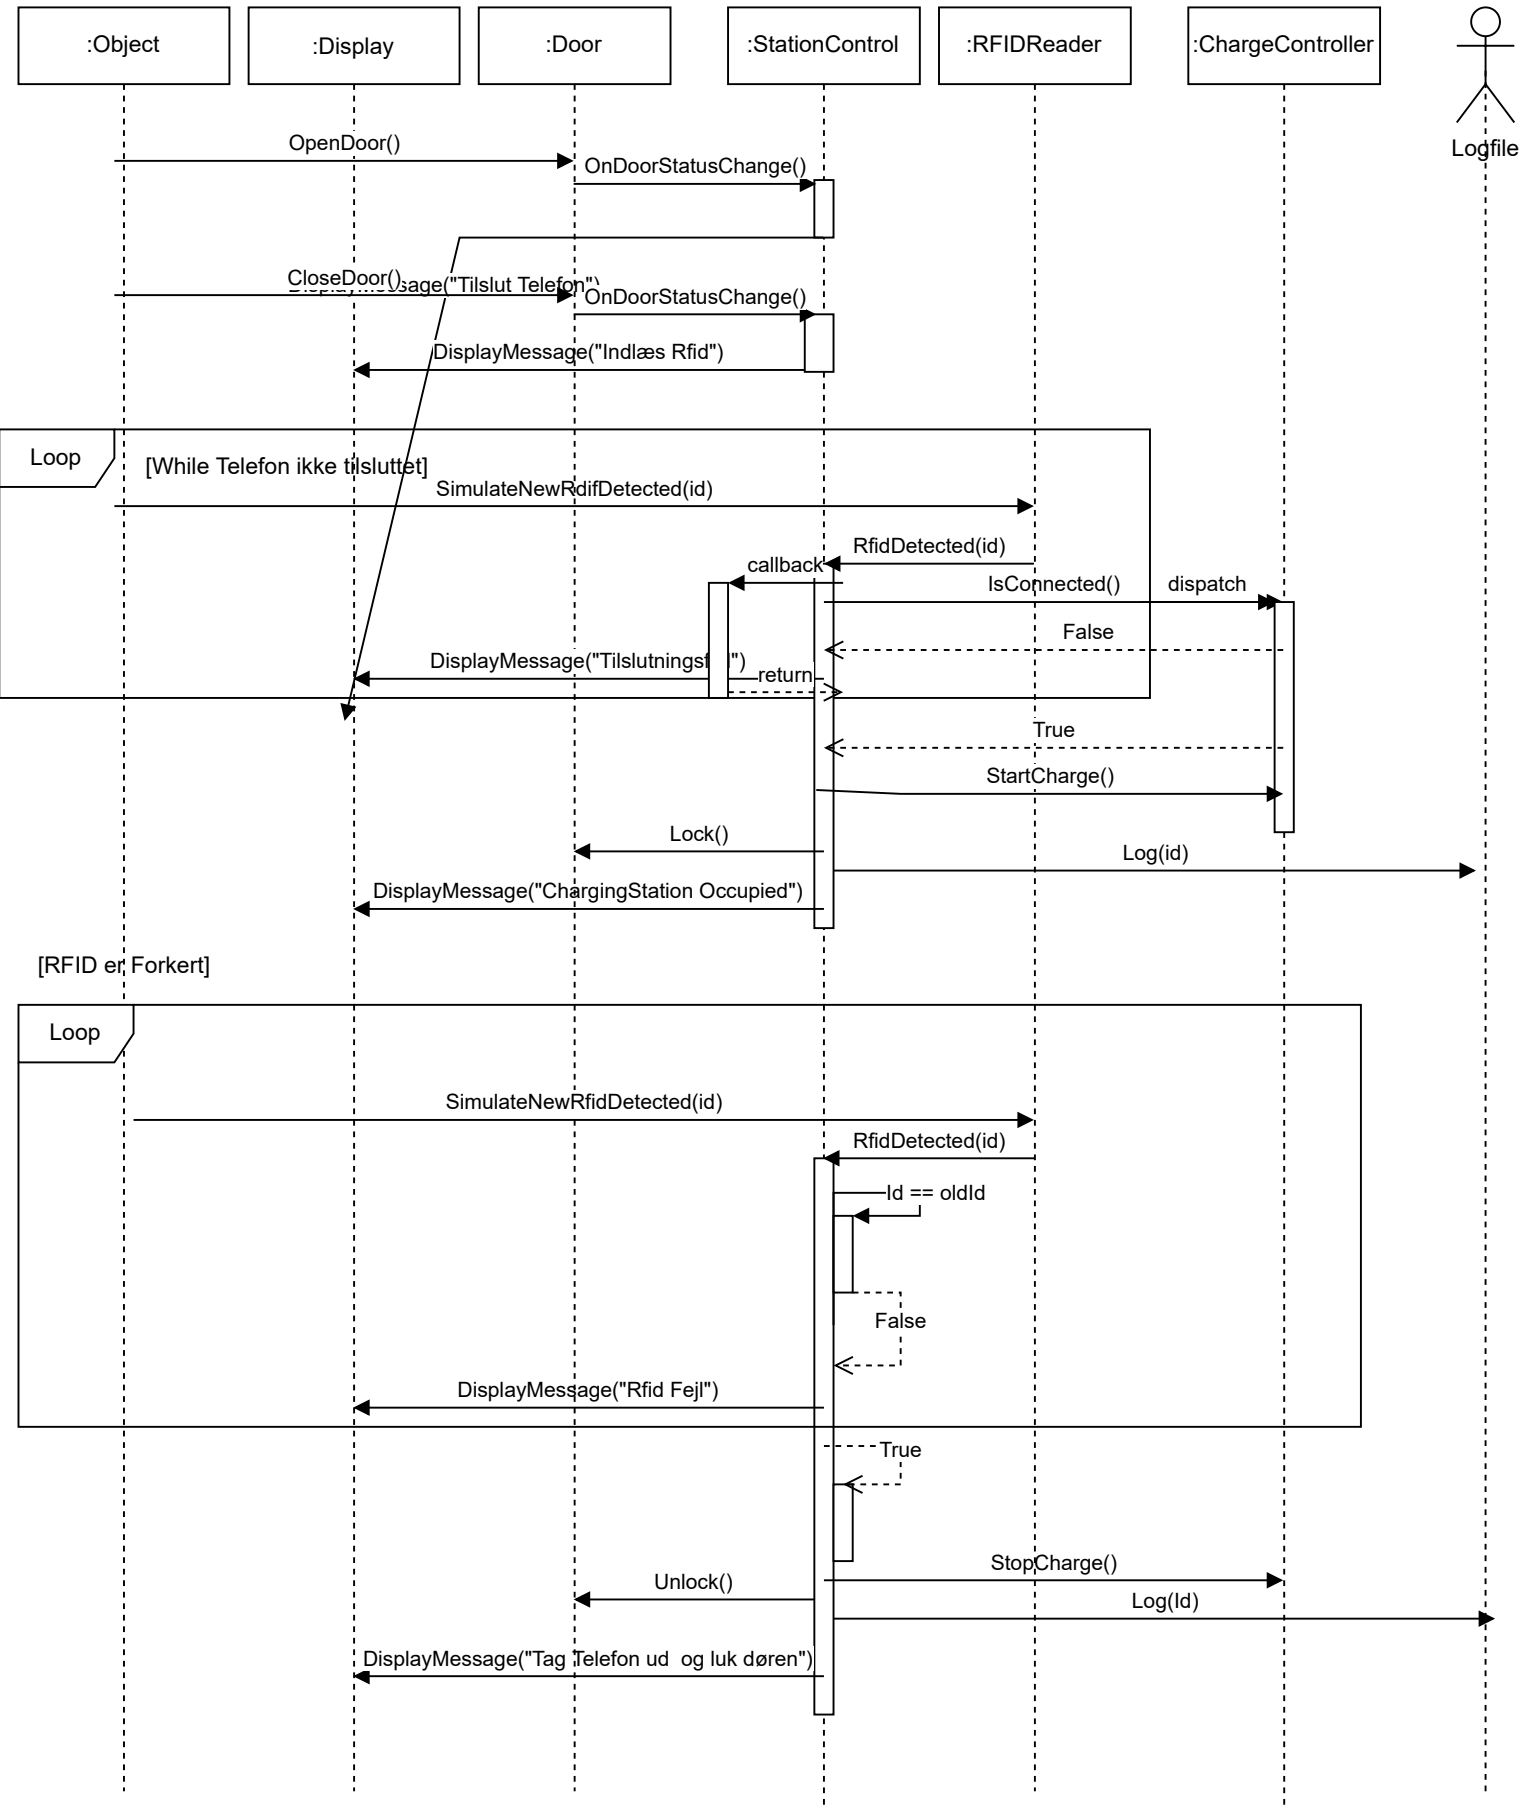 :Object
:Display
:Door
:StationControl
:RFIDReader
:ChargeController
Logfile
OpenDoor()
OnDoorStatusChange()
CloseDoor()
DisplayMessage("Tilslut Telefon")
OnDoorStatusChange()
DisplayMessage("Indlæs Rfid")
Loop
[While Telefon ikke tilsluttet]
SimulateNewRdifDetected(id)
RfidDetected(id)
callback
IsConnected()
dispatch
False
DisplayMessage("Tilslutningsf l")
return
True
StartCharge()
Lock()
Log(id)
DisplayMessage("ChargingStation Occupied")
[RFID er Forkert]
Loop
SimulateNewRfidDetected(id)
RfidDetected(id)
Id == oldId
False
DisplayMessage("Rfid Fejl")
True
StopCharge()
Unlock()
Log(Id)
DisplayMessage("Tag Telefon ud  og luk døren")